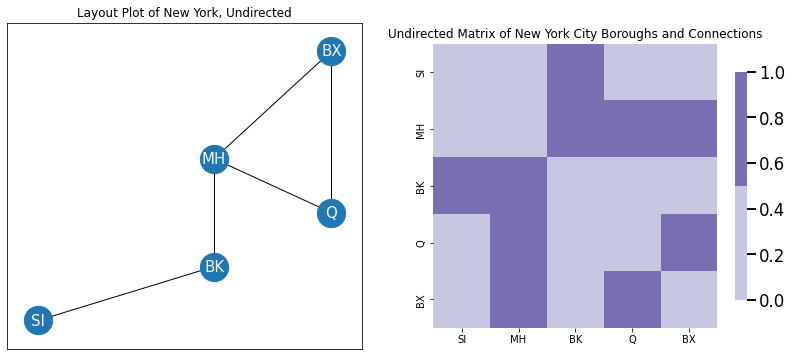 Layout Plot of New York, Undirected
BX
MH
Q
BK
SI
Undirected Matrix of New York City Boroughs and Connections
SI
MH
BK
Q
BX
SI MH BK Q BX
1.0
0.8
0.6
0.4
0.2
0.0